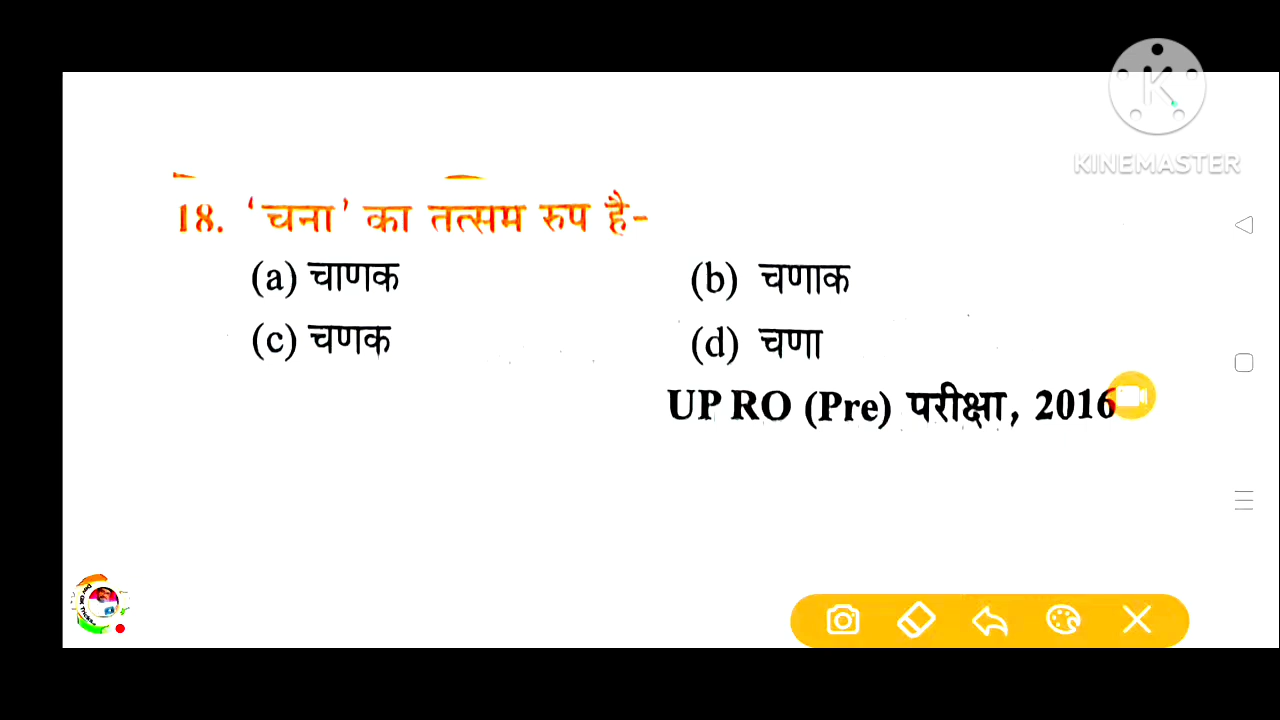 KINEMASTER
18. ‘चना’ का तत्सम रुप है-
(a) चाणक (b) चणाक
(c) चणक (d) चणा
UP RO (Pre) परीक्षा, 2016